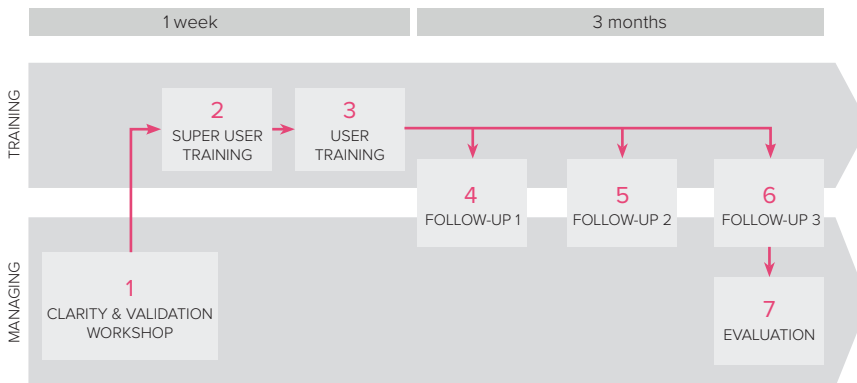 1 week
3 months
TRAINING
2
SUPER USER
TRAINING
3
USER
TRAINING
4
FOLLOW-UP 1
5
FOLLOW-UP 2
6
FOLLOW-UP 3
MANAGING
1
CLARITY & VALIDATION
WORKSHOP
7
EVALUATION